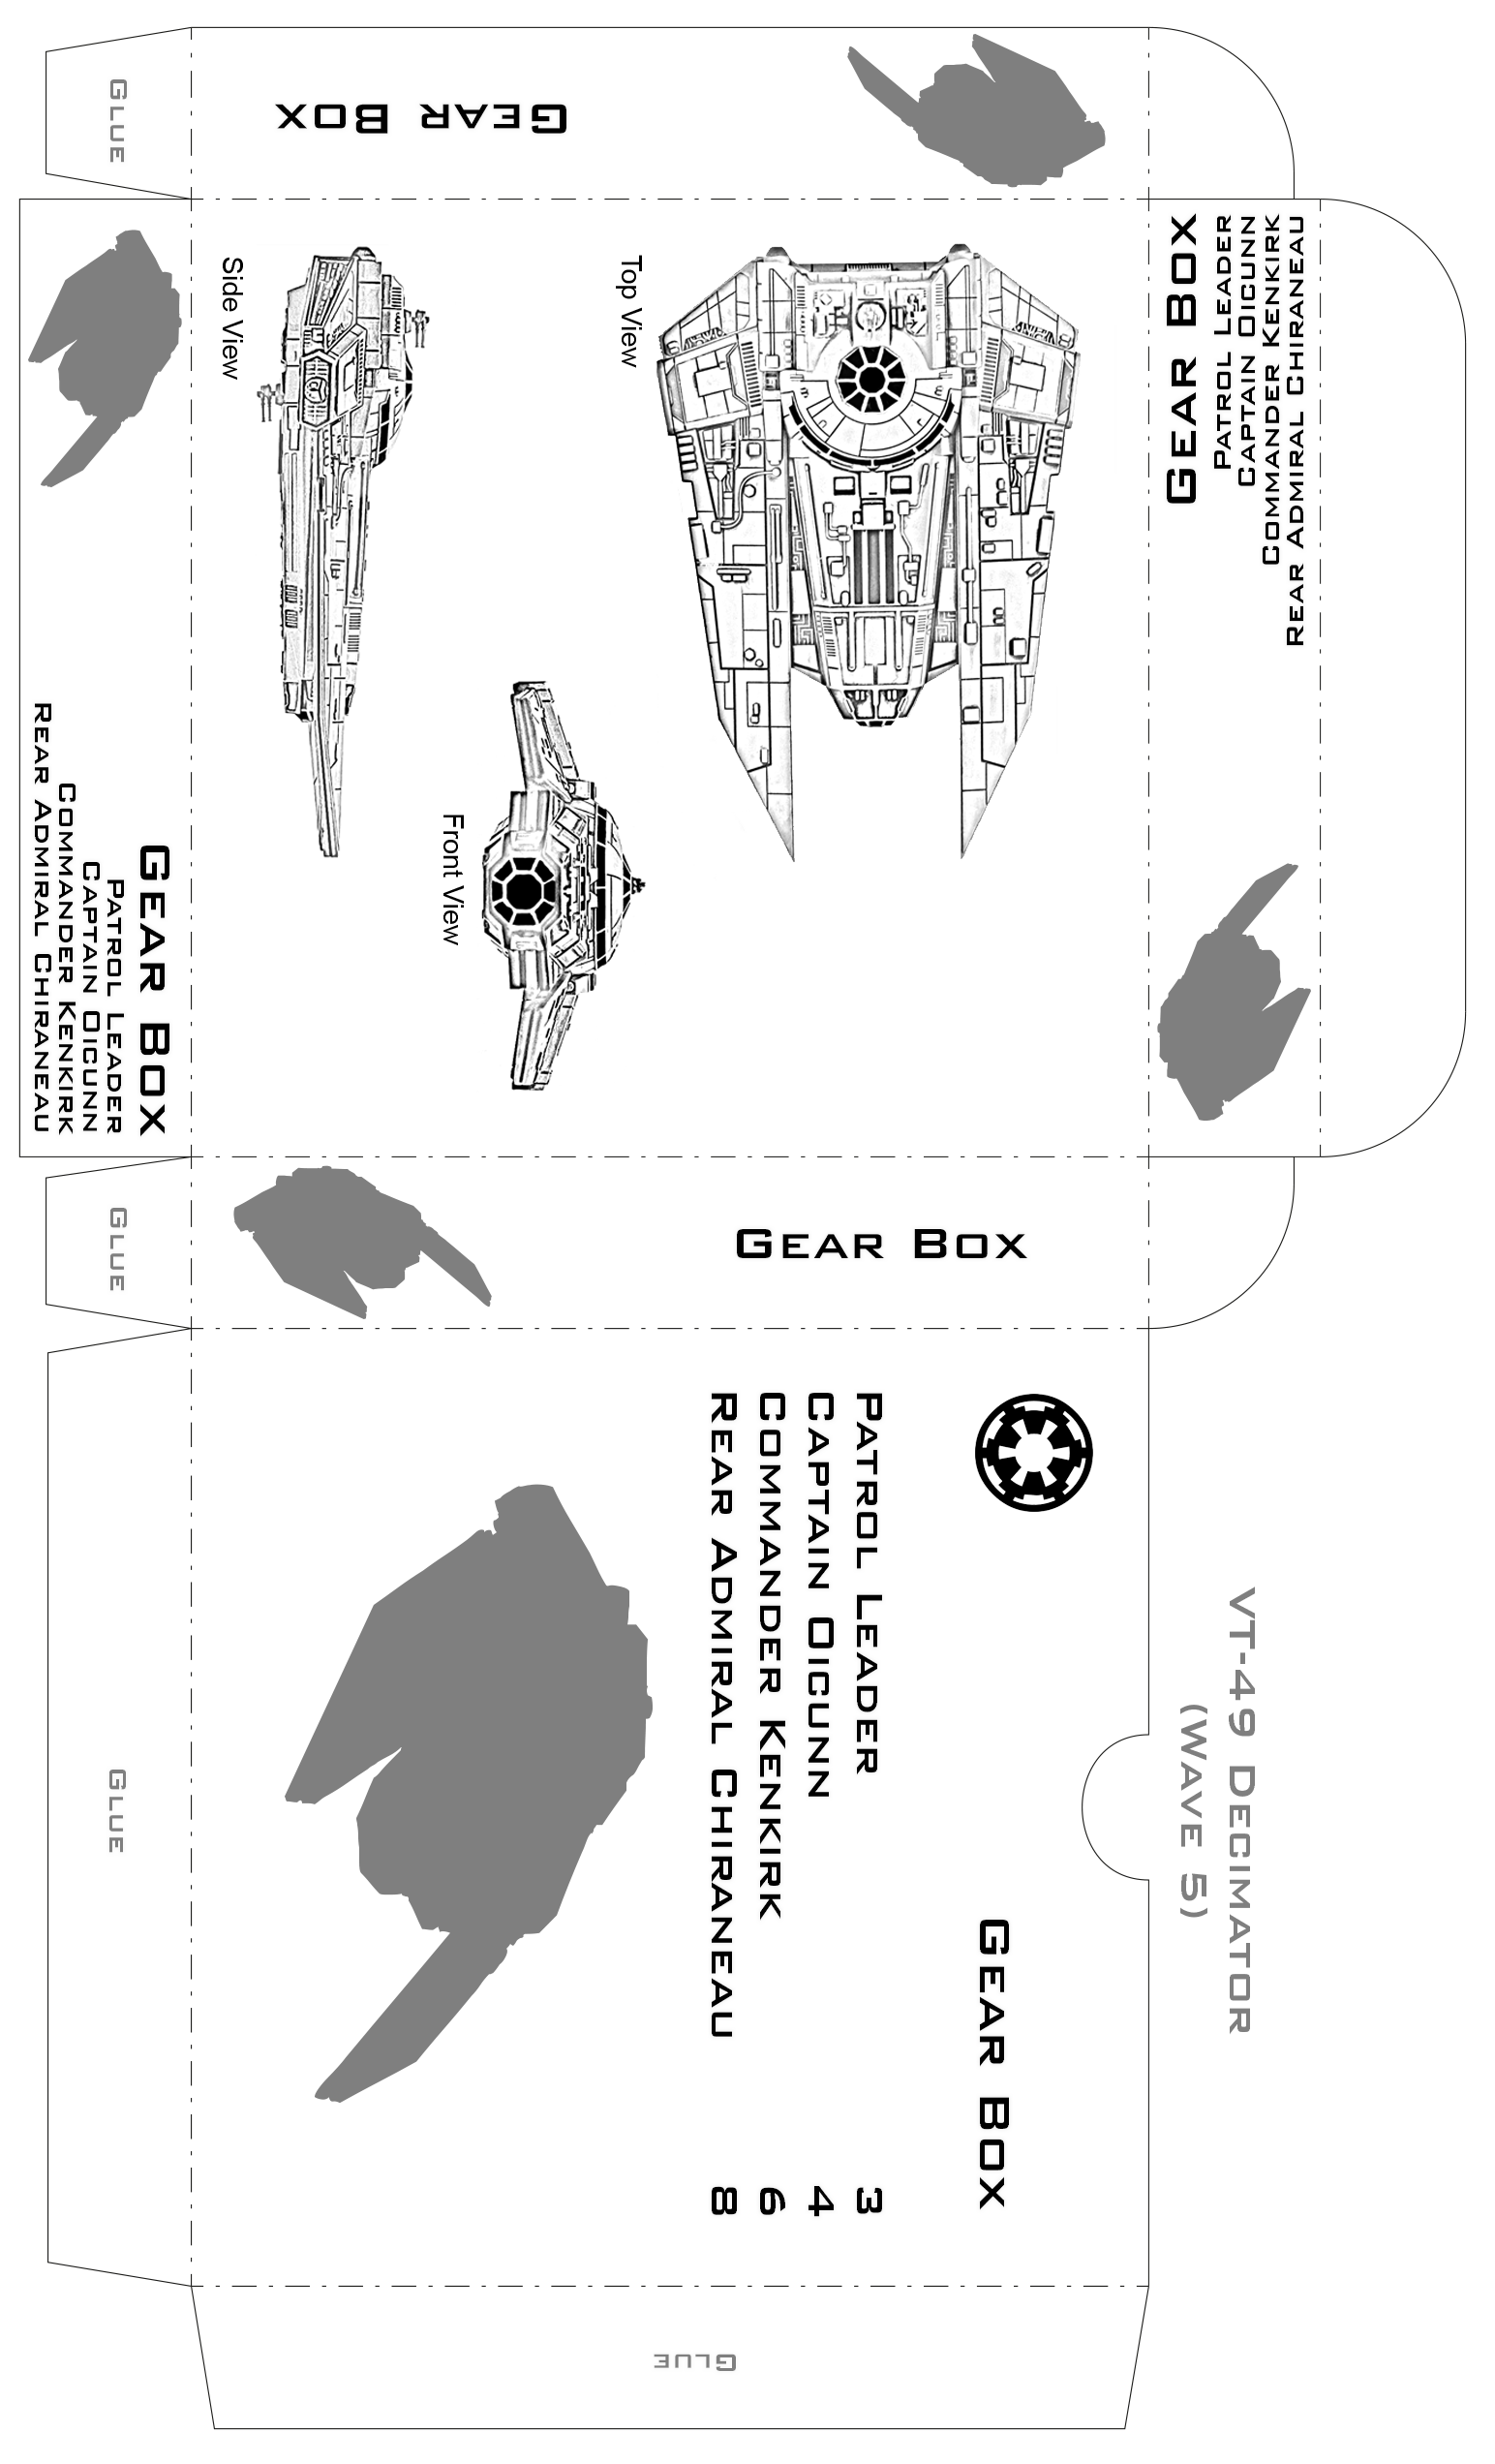 Glue
Gear Box
Gear Box
Patrol Leader
Captain Oicunn
Commander Kenkirk
Rear Admiral Chiraneau
Top View
Side View
Front View
Gear Box
Patrol Leader
Captain Oicunn
Commander Kenkirk
Rear Admiral Chiraneau
Glue
Gear Box
VT-49 Decimator
(Wave 5)
Gear Box
Patrol Leader 3
Captain Oicunn 4
Commander Kenkirk 6
Rear Admiral Chiraneau 8
Glue
Glue